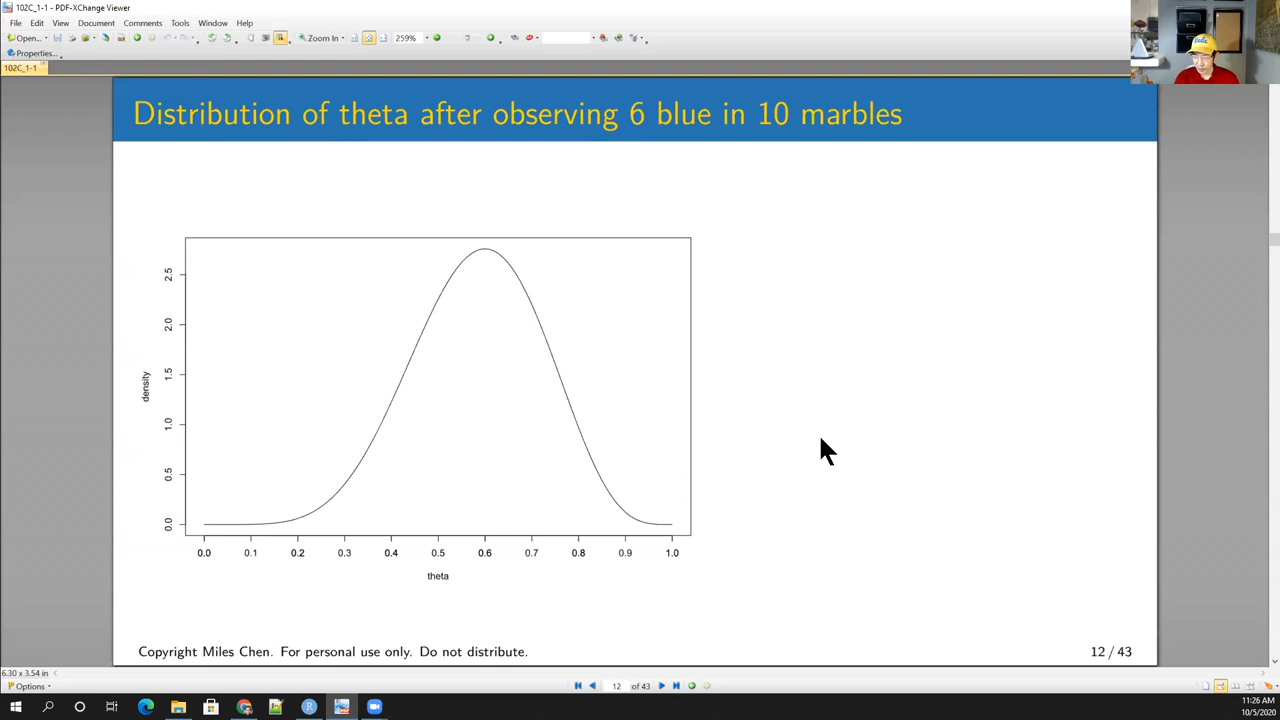 102C_1-1 - PDF-XChange Viewer
File Edit View Document Comments Tools Window Help
Open... Zoom In 259%
Properties...
102C_1-1
Distribution of theta after observing 6 blue in 10 marbles
2.5
2.0
1.5
1.0
0.5
0.0
density
0.0 0.1 0.2 0.3 0.4 0.5 0.6 0.7 0.8 0.9 1.0
theta
Copyright Miles Chen. For personal use only. Do not distribute. 12 / 43
6.30 x 3.54 in
Options 12 of 43
11:26 AM
10/5/2020